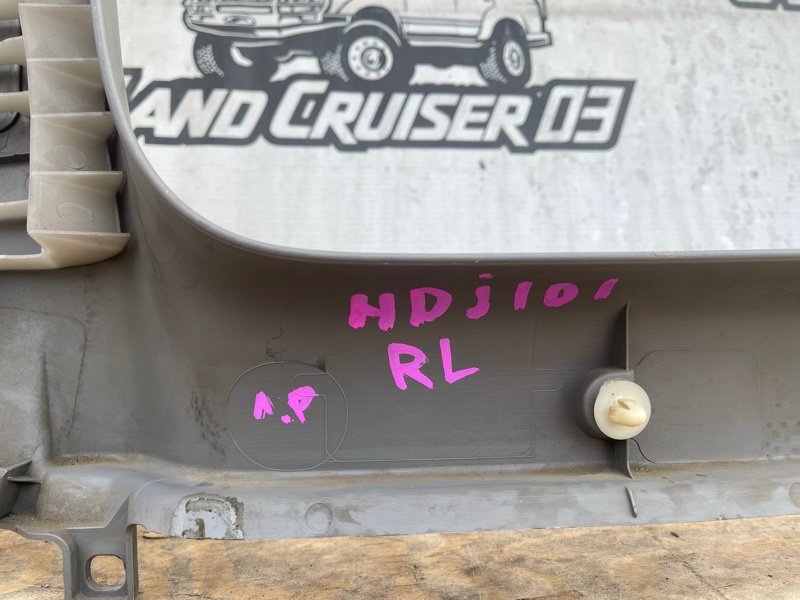 LAND CRUISER 03
HDJ101
RL
A.P